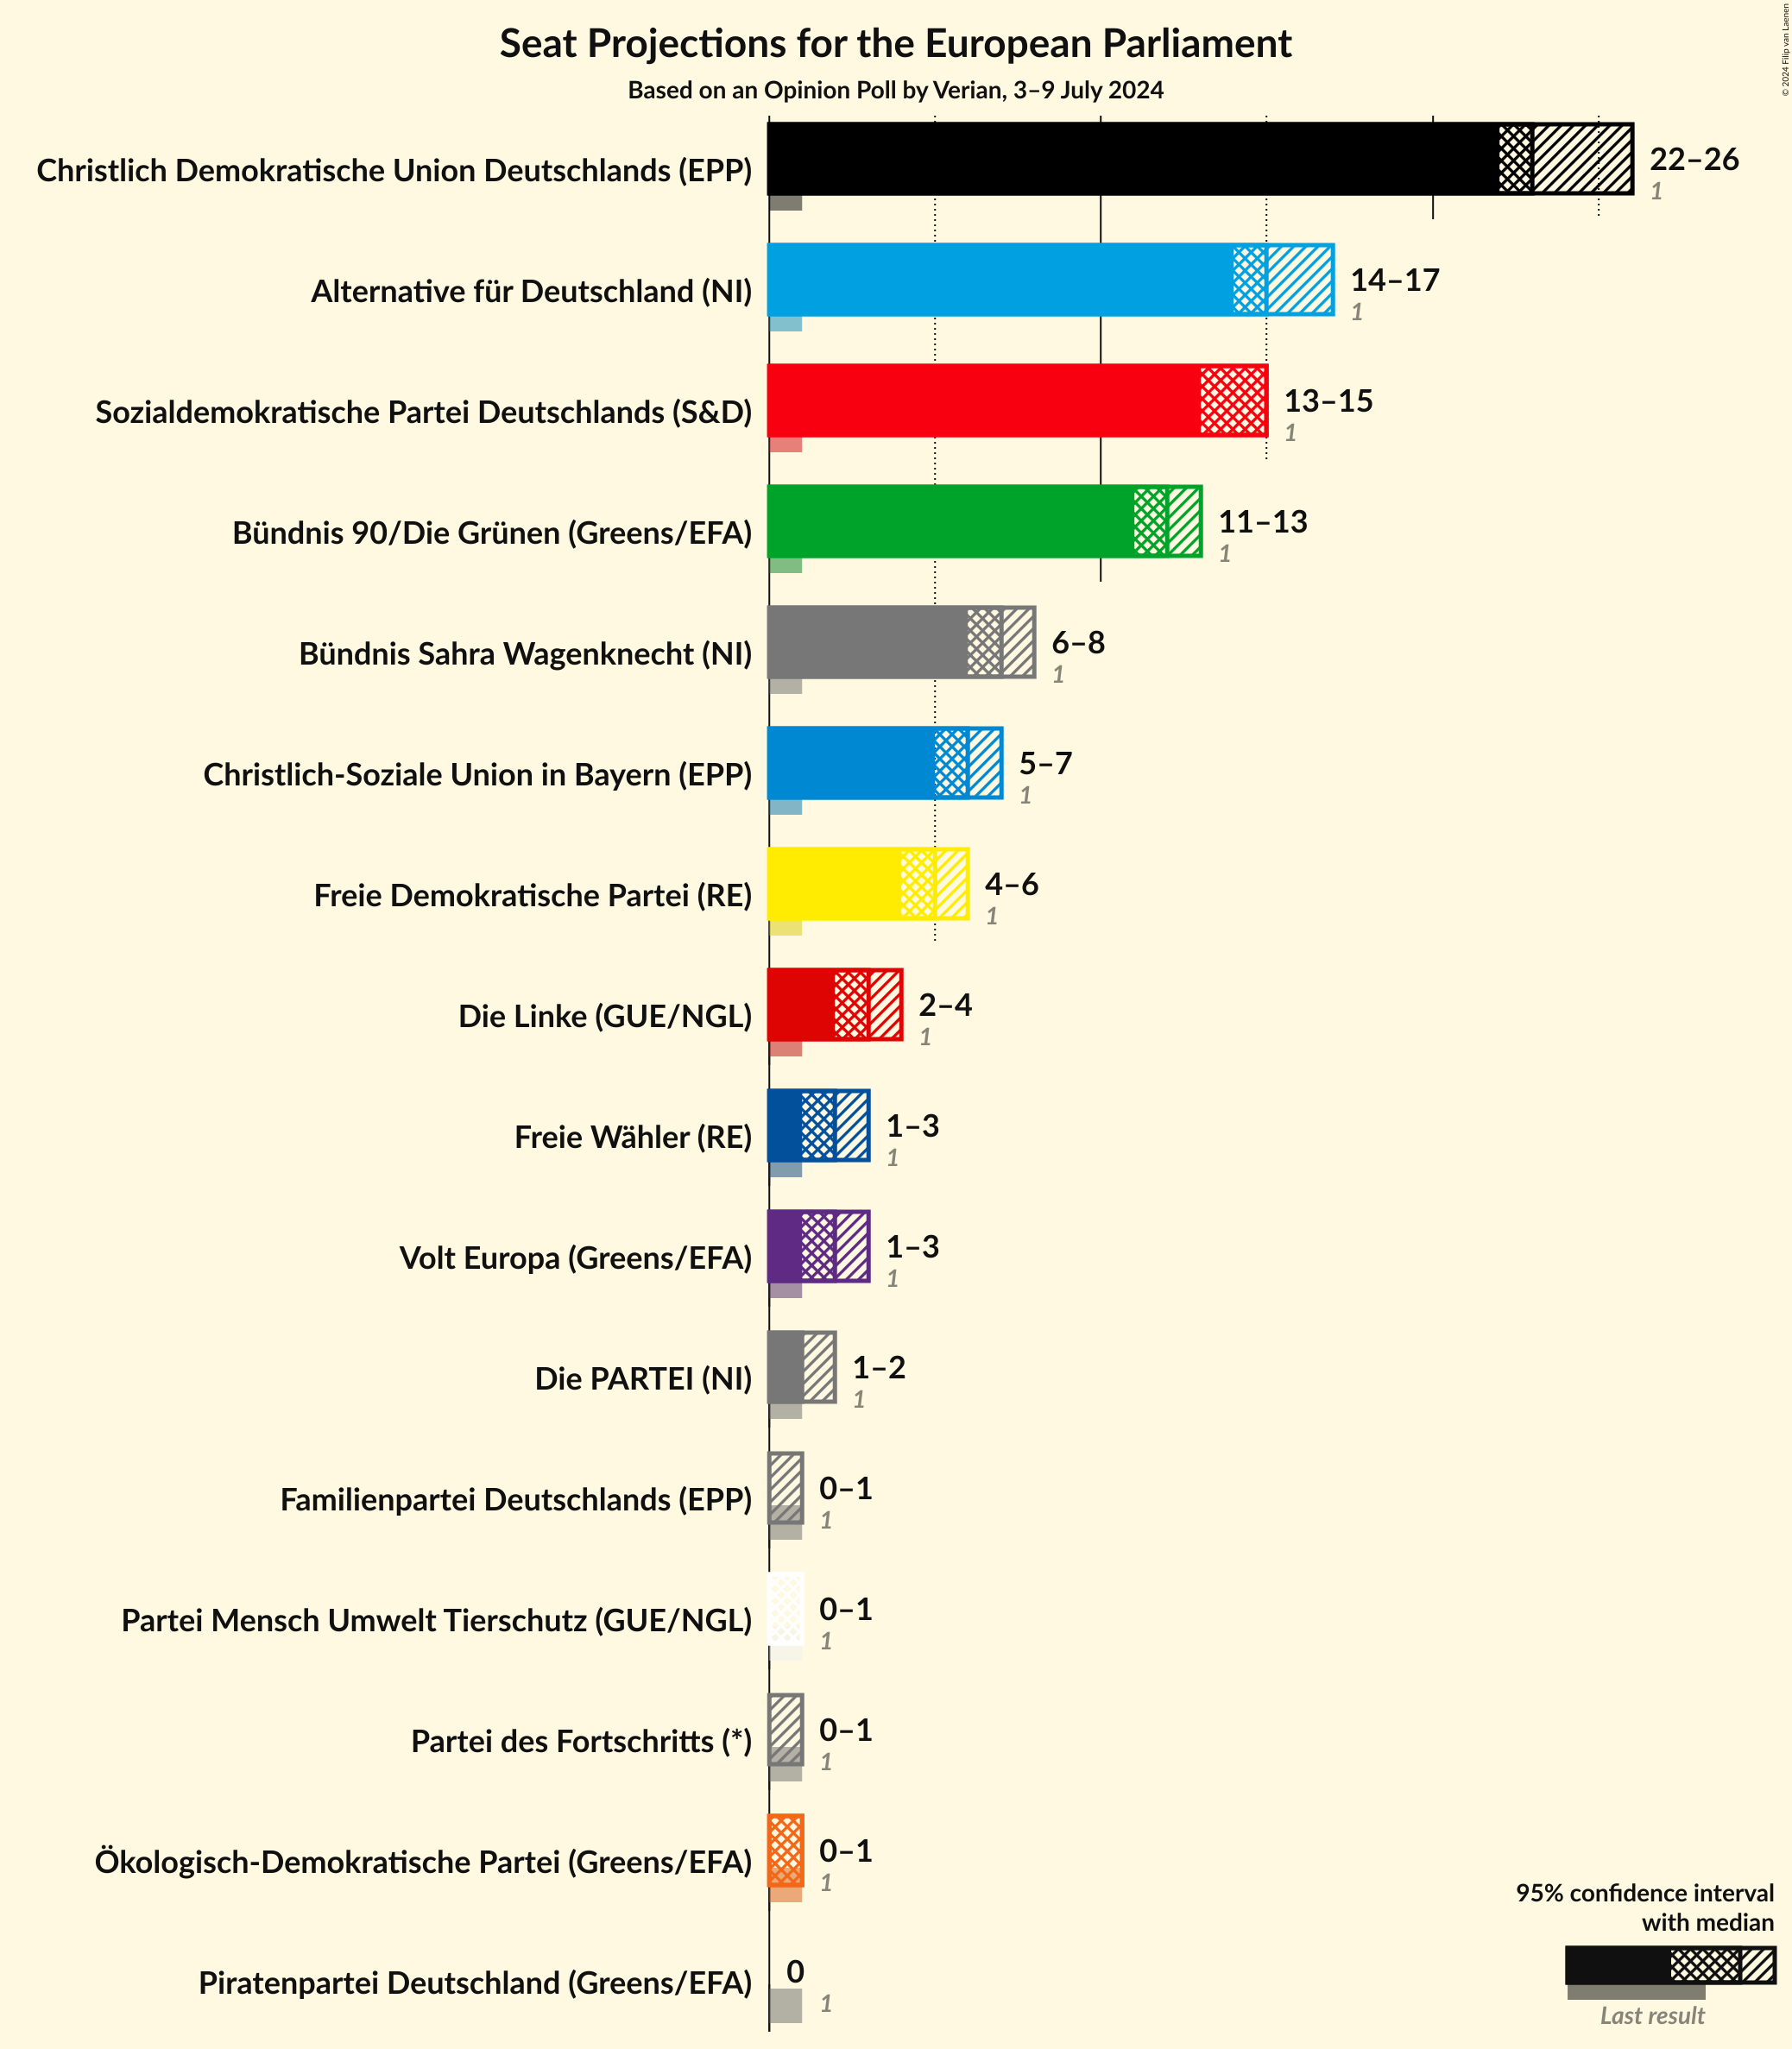 Seat Projections for the European Parliament
Based on an Opinion Poll by Verian, 3–9 July 2024
© 2024 Filip van Laenen
Christlich Demokratische Union Deutschlands (EPP)
22–26
1
Alternative für Deutschland (NI)
14–17
1
Sozialdemokratische Partei Deutschlands (S&D)
13–15
1
Bündnis 90/Die Grünen (Greens/EFA)
11–13
1
Bündnis Sahra Wagenknecht (NI)
6–8
1
Christlich-Soziale Union in Bayern (EPP)
5–7
1
Freie Demokratische Partei (RE)
4–6
1
Die Linke (GUE/NGL)
2–4
1
Freie Wähler (RE)
1–3
1
Volt Europa (Greens/EFA)
1–3
1
Die PARTEI (NI)
1–2
1
Familienpartei Deutschlands (EPP)
0–1
1
Partei Mensch Umwelt Tierschutz (GUE/NGL)
0–1
1
Partei des Fortschritts (*)
0–1
1
Ökologisch-Demokratische Partei (Greens/EFA)
0–1
1
Piratenpartei Deutschland (Greens/EFA)
0
1
95% confidence interval
with median
Last result